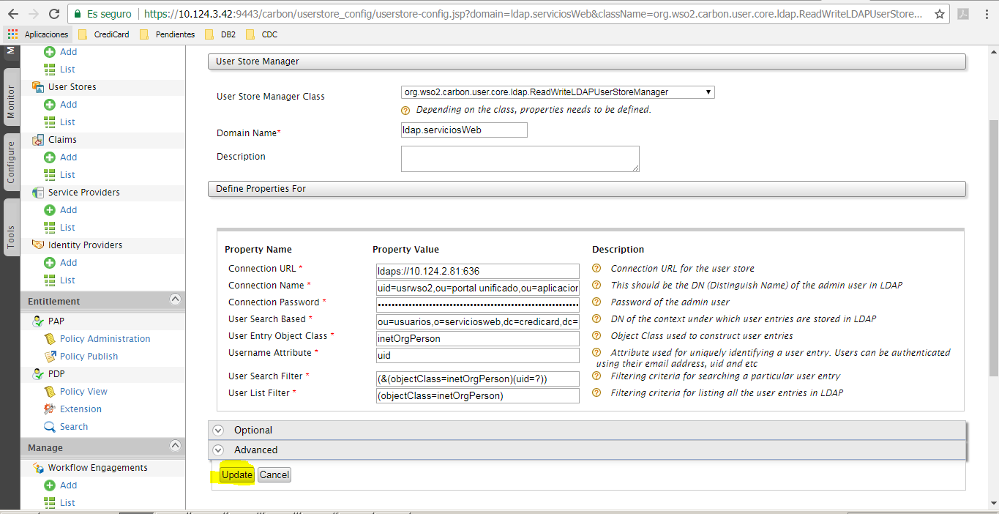 Es seguro
https://10.124.3.42:9443/carbon/userstore_config/userstore-config.jsp?domain=ldap.serviciosWeb&className=org.wso2.carbon.user.core.ldap.ReadWriteLDAPUserStore...
Aplicaciones CrediCard Pendientes DB2 CDC
M
Monitor
Configure
Tools
Add
List
User Stores
Add
List
Claims
Add
List
Service Providers
Add
List
Identity Providers
Add
List
Entitlement
PAP
Policy Administration
Policy Publish
PDP
Policy View
Extension
Search
Manage
Workflow Engagements
Add
List
User Store Manager
User Store Manager Class org.wso2.carbon.user.core.ldap.ReadWriteLDAPUserStoreManager
Depending on the class, properties needs to be defined.
Domain Name* ldap.serviciosWeb
Description
Define Properties For
Property Name Property Value Description
Connection URL * ldaps://10.124.2.81:636 Connection URL for the user store
Connection Name * uid=usrwso2,ou=portal unificado,ou=aplicacion This should be the DN (Distinguish Name) of the admin user in LDAP
Connection Password * Password of the admin user
User Search Based * ou=usuarios,o=serviciosweb,dc=credicard,dc= DN of the context under which user entries are stored in LDAP
User Entry Object Class * inetOrgPerson Object Class used to construct user entries
Username Attribute * uid Attribute used for uniquely identifying a user entry. Users can be authenticated
using their email address, uid and etc
User Search Filter * (&(objectClass=inetOrgPerson)(uid=?)) Filtering criteria for searching a particular user entry
User List Filter * (objectClass=inetOrgPerson) Filtering criteria for listing all the user entries in LDAP
Optional
Advanced
Update Cancel